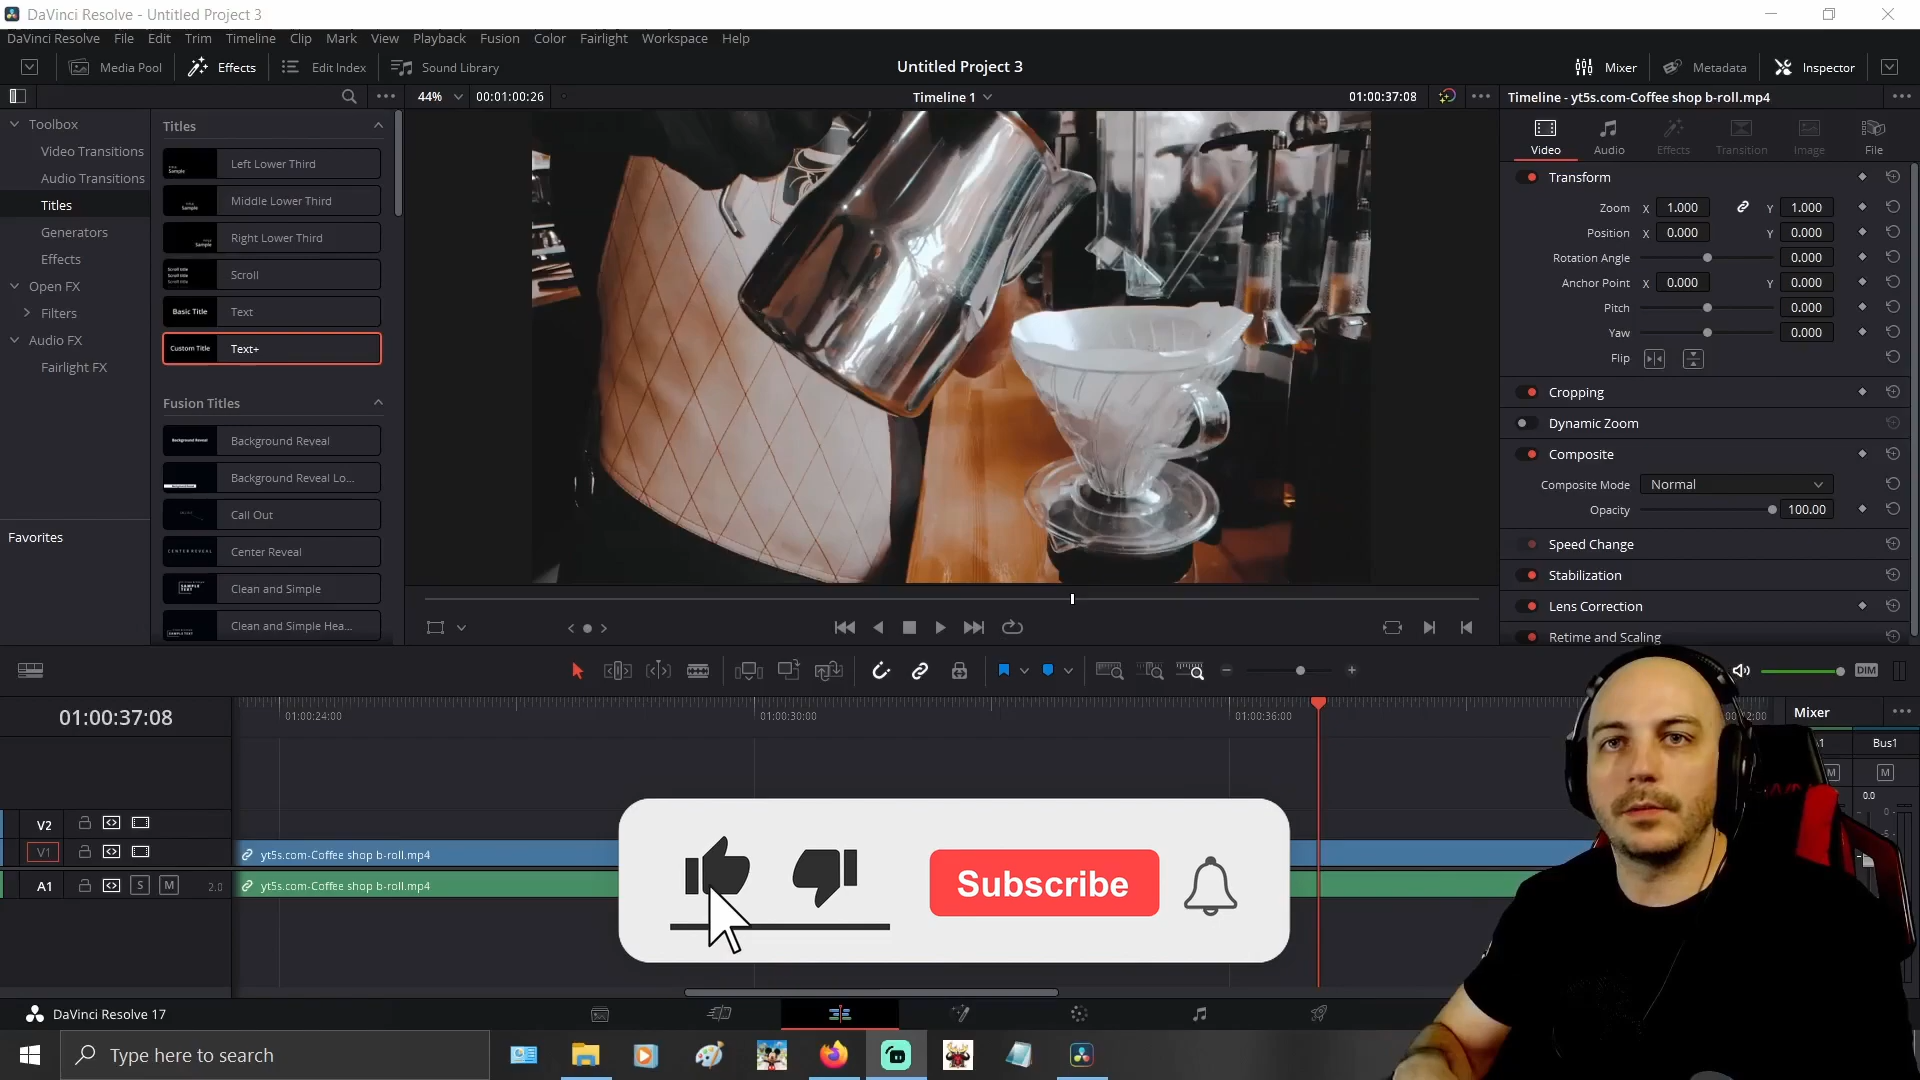 DaVinci Resolve - Untitled Project 3
DaVinci Resolve File Edit Trim Timeline Clip Mark View Playback Fusion Color Fairlight Workspace Help
Media Pool Effects Edit Index Sound Library Untitled Project 3 Mixer Metadata Inspector
44% 00:01:00:26 Timeline 1 01:00:37:08 Timeline - yt5s.com-Coffee shop b-roll.mp4
Toolbox
Video Transitions
Audio Transitions
Titles
Generators
Effects
Open FX
Filters
Audio FX
Fairlight FX
Favorites
Titles
Left Lower Third
Middle Lower Third
Right Lower Third
Scroll
Basic Title Text
Custom Title Text+
Fusion Titles
Background Reveal
Background Reveal Lo...
Call Out
Center Reveal
Clean and Simple
Clean and Simple Hea...
Video Audio Effects Transition Image File
Transform
Zoom X 1.000 Y 1.000
Position X 0.000 Y 0.000
Rotation Angle 0.000
Anchor Point X 0.000 Y 0.000
Pitch 0.000
Yaw 0.000
Flip
Cropping
Dynamic Zoom
Composite
Composite Mode Normal
Opacity 100.00
Speed Change
Stabilization
Lens Correction
Retime and Scaling
DIM
01:00:37:08 01:00:24:00 01:00:30:00 01:00:36:00
Mixer
Bus1
M M
0.0
V2
V1 yt5s.com-Coffee shop b-roll.mp4
A1 S M 2.0 yt5s.com-Coffee shop b-roll.mp4
Subscribe
DaVinci Resolve 17
Type here to search